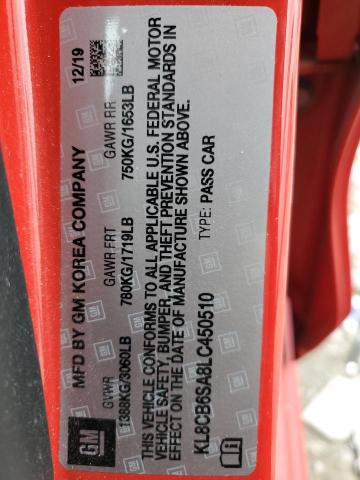 MFD BY GM KOREA COMPANY 12/19
GVWR GAWR FRT GAWR RR
1388KG/3060LB 780KG/1719LB 750KG/1653LB
THIS VEHICLE CONFORMS TO ALL APPLICABLE U.S. FEDERAL MOTOR
VEHICLE SAFETY, BUMPER, AND THEFT PREVENTION STANDARDS IN
EFFECT ON THE DATE OF MANUFACTURE SHOWN ABOVE.
KL8CB6SA8LC450510 TYPE: PASS CAR
GM